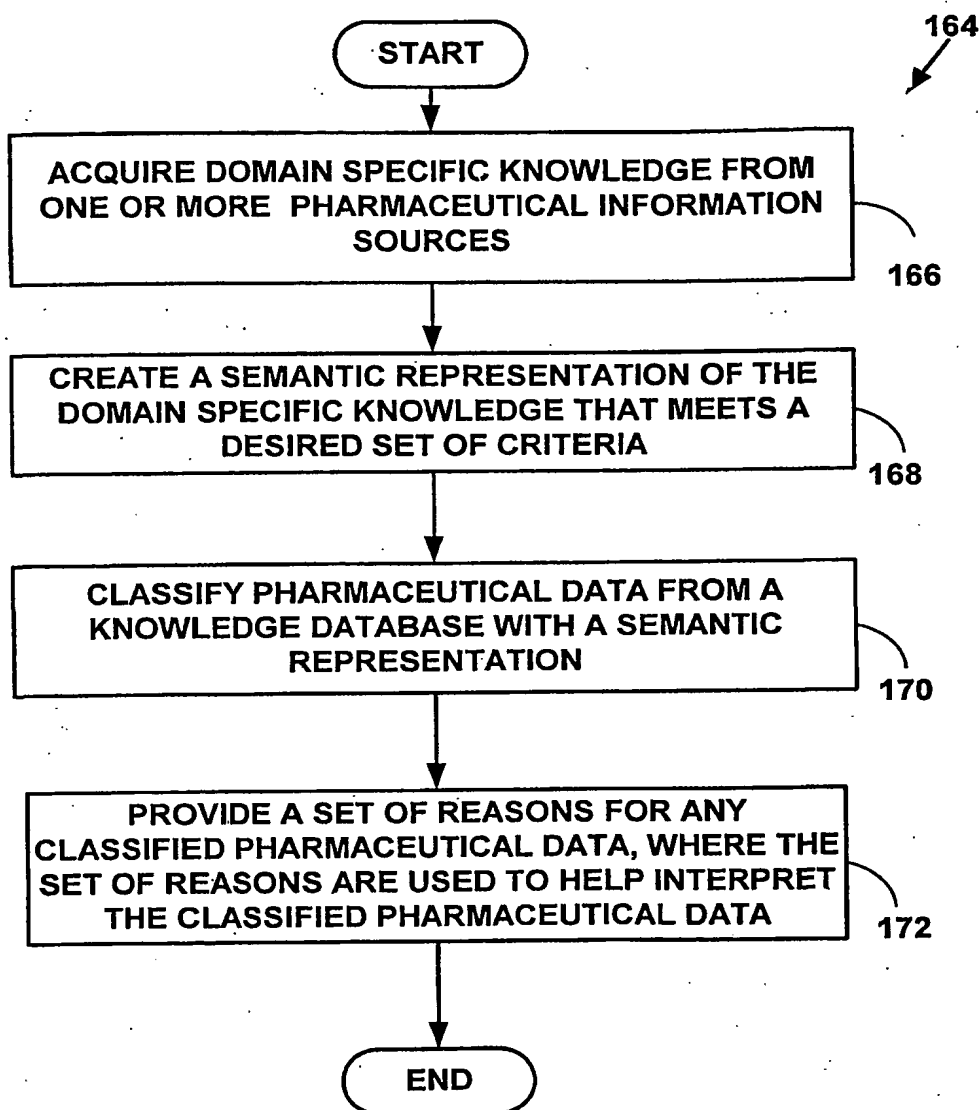 164
START
ACQUIRE DOMAIN SPECIFIC KNOWLEDGE FROM
ONE OR MORE PHARMACEUTICAL INFORMATION
SOURCES
166
CREATE A SEMANTIC REPRESENTATION OF THE
DOMAIN SPECIFIC KNOWLEDGE THAT MEETS A
DESIRED SET OF CRITERIA
168
CLASSIFY PHARMACEUTICAL DATA FROM A
KNOWLEDGE DATABASE WITH A SEMANTIC
REPRESENTATION
170
PROVIDE A SET OF REASONS FOR ANY
CLASSIFIED PHARMACEUTICAL DATA, WHERE THE
SET OF REASONS ARE USED TO HELP INTERPRET
THE CLASSIFIED PHARMACEUTICAL DATA
172
END